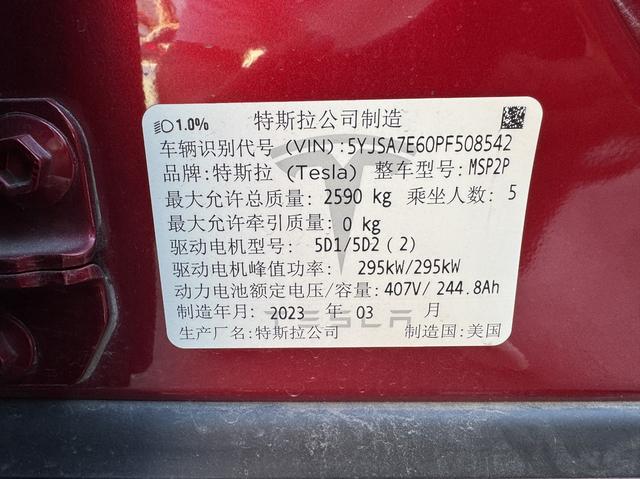 1.0% 特斯拉公司制造
车辆识别代号 (VIN):5YJSA7E60PF508542
品牌:特斯拉 (Tesla) 整车型号:MSP2P
最大允许总质量: 2590 kg 乘坐人数: 5
最大允许牵引质量: 0 kg
驱动电机型号: 5D1/5D2 ( 2 )
驱动电机峰值功率: 295kW/295kW
动力电池额定电压/容量:407V/ 244.8Ah
制造年月: 2023 年 03 月
TESLA
生产厂名:特斯拉公司 制造国:美国